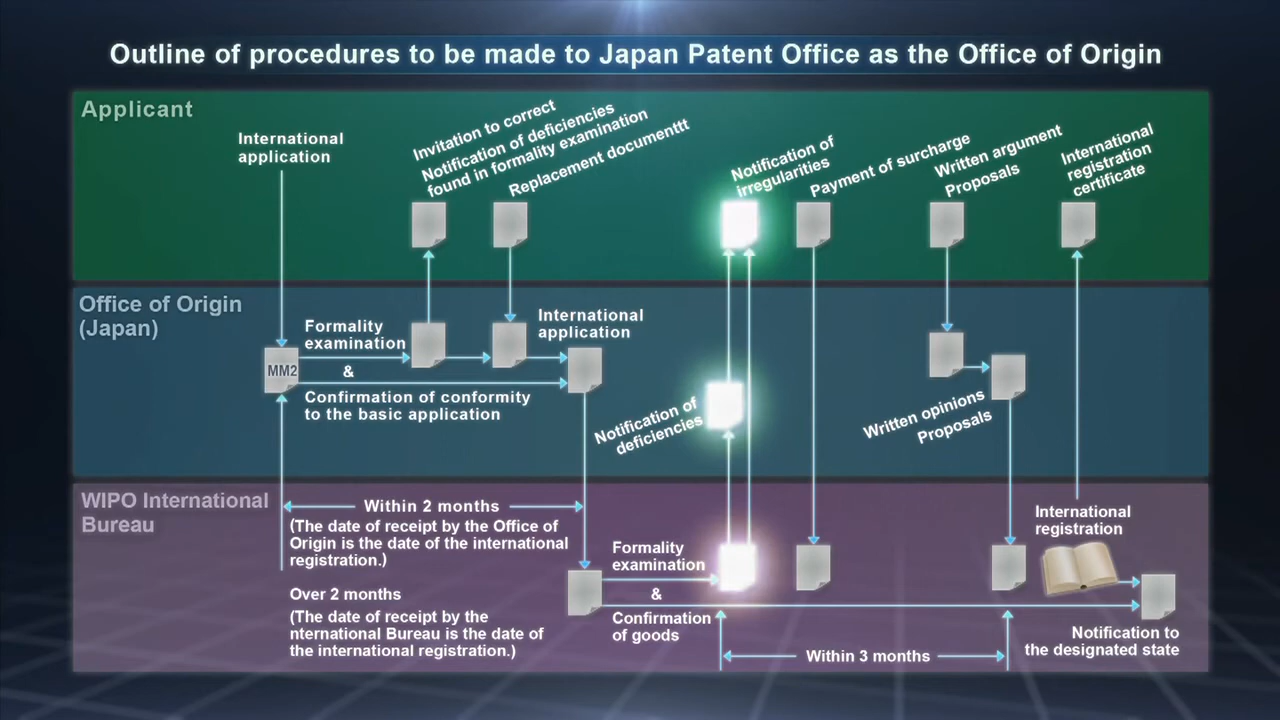 Outline of procedures to be made to Japan Patent Office as the Office of Origin
Applicant
International
application
Invitation to correct
Notification of deficiencies
found in formality examination
Replacement documenttt
Notification of
irregularities
Payment of surcharge
Written argument
Proposals
International
registration
certificate
Office of Origin
(Japan)
MM2
Formality
examination
&
Confirmation of conformity
to the basic application
International
application
Notification of
deficiencies
Written opinions
Proposals
WIPO International
Bureau
Within 2 months
(The date of receipt by the Office of
Origin is the date of the international
registration.)
Over 2 months
(The date of receipt by the
nternational Bureau is the date of
the international registration.)
Formality
examination
&
Confirmation
of goods
Within 3 months
International
registration
Notification to
the designated state